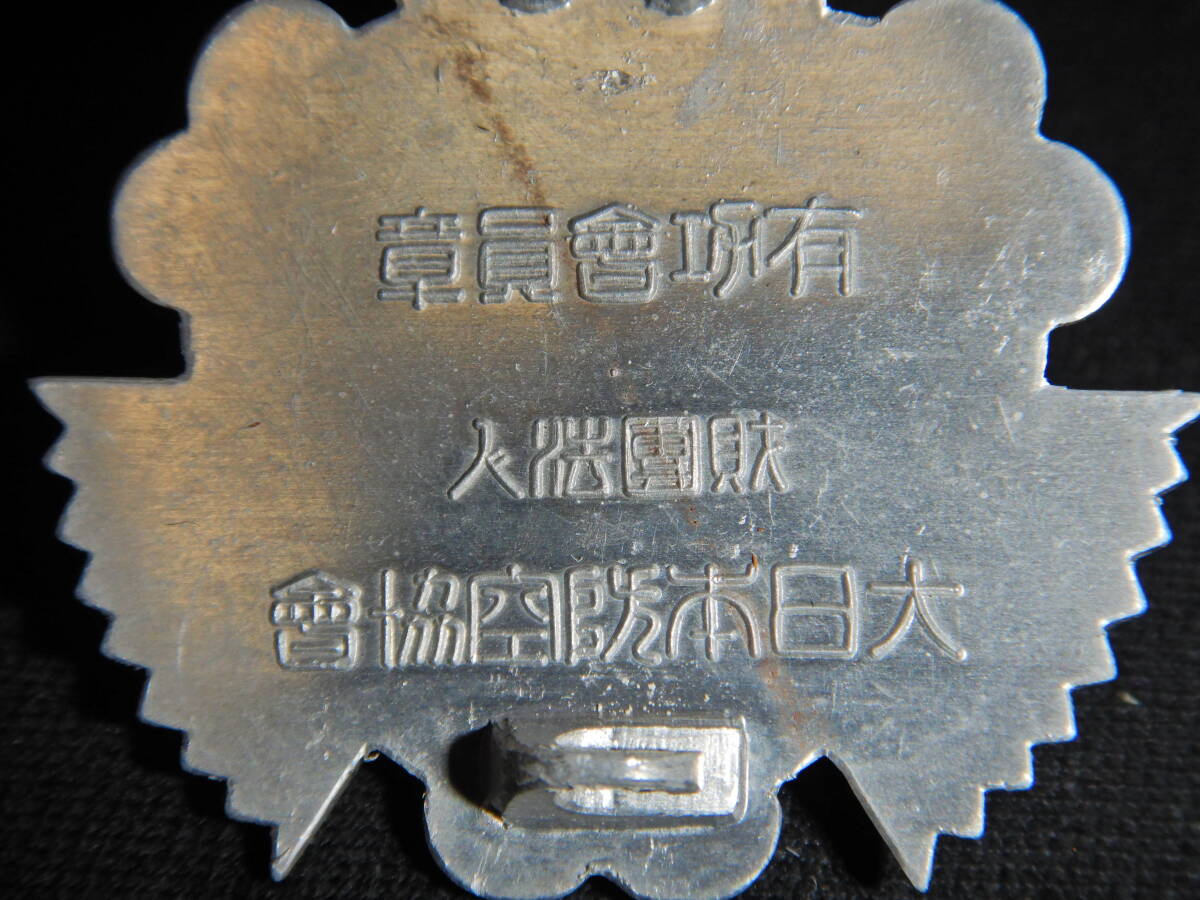 有功會員章
財團法人
大日本防空協會